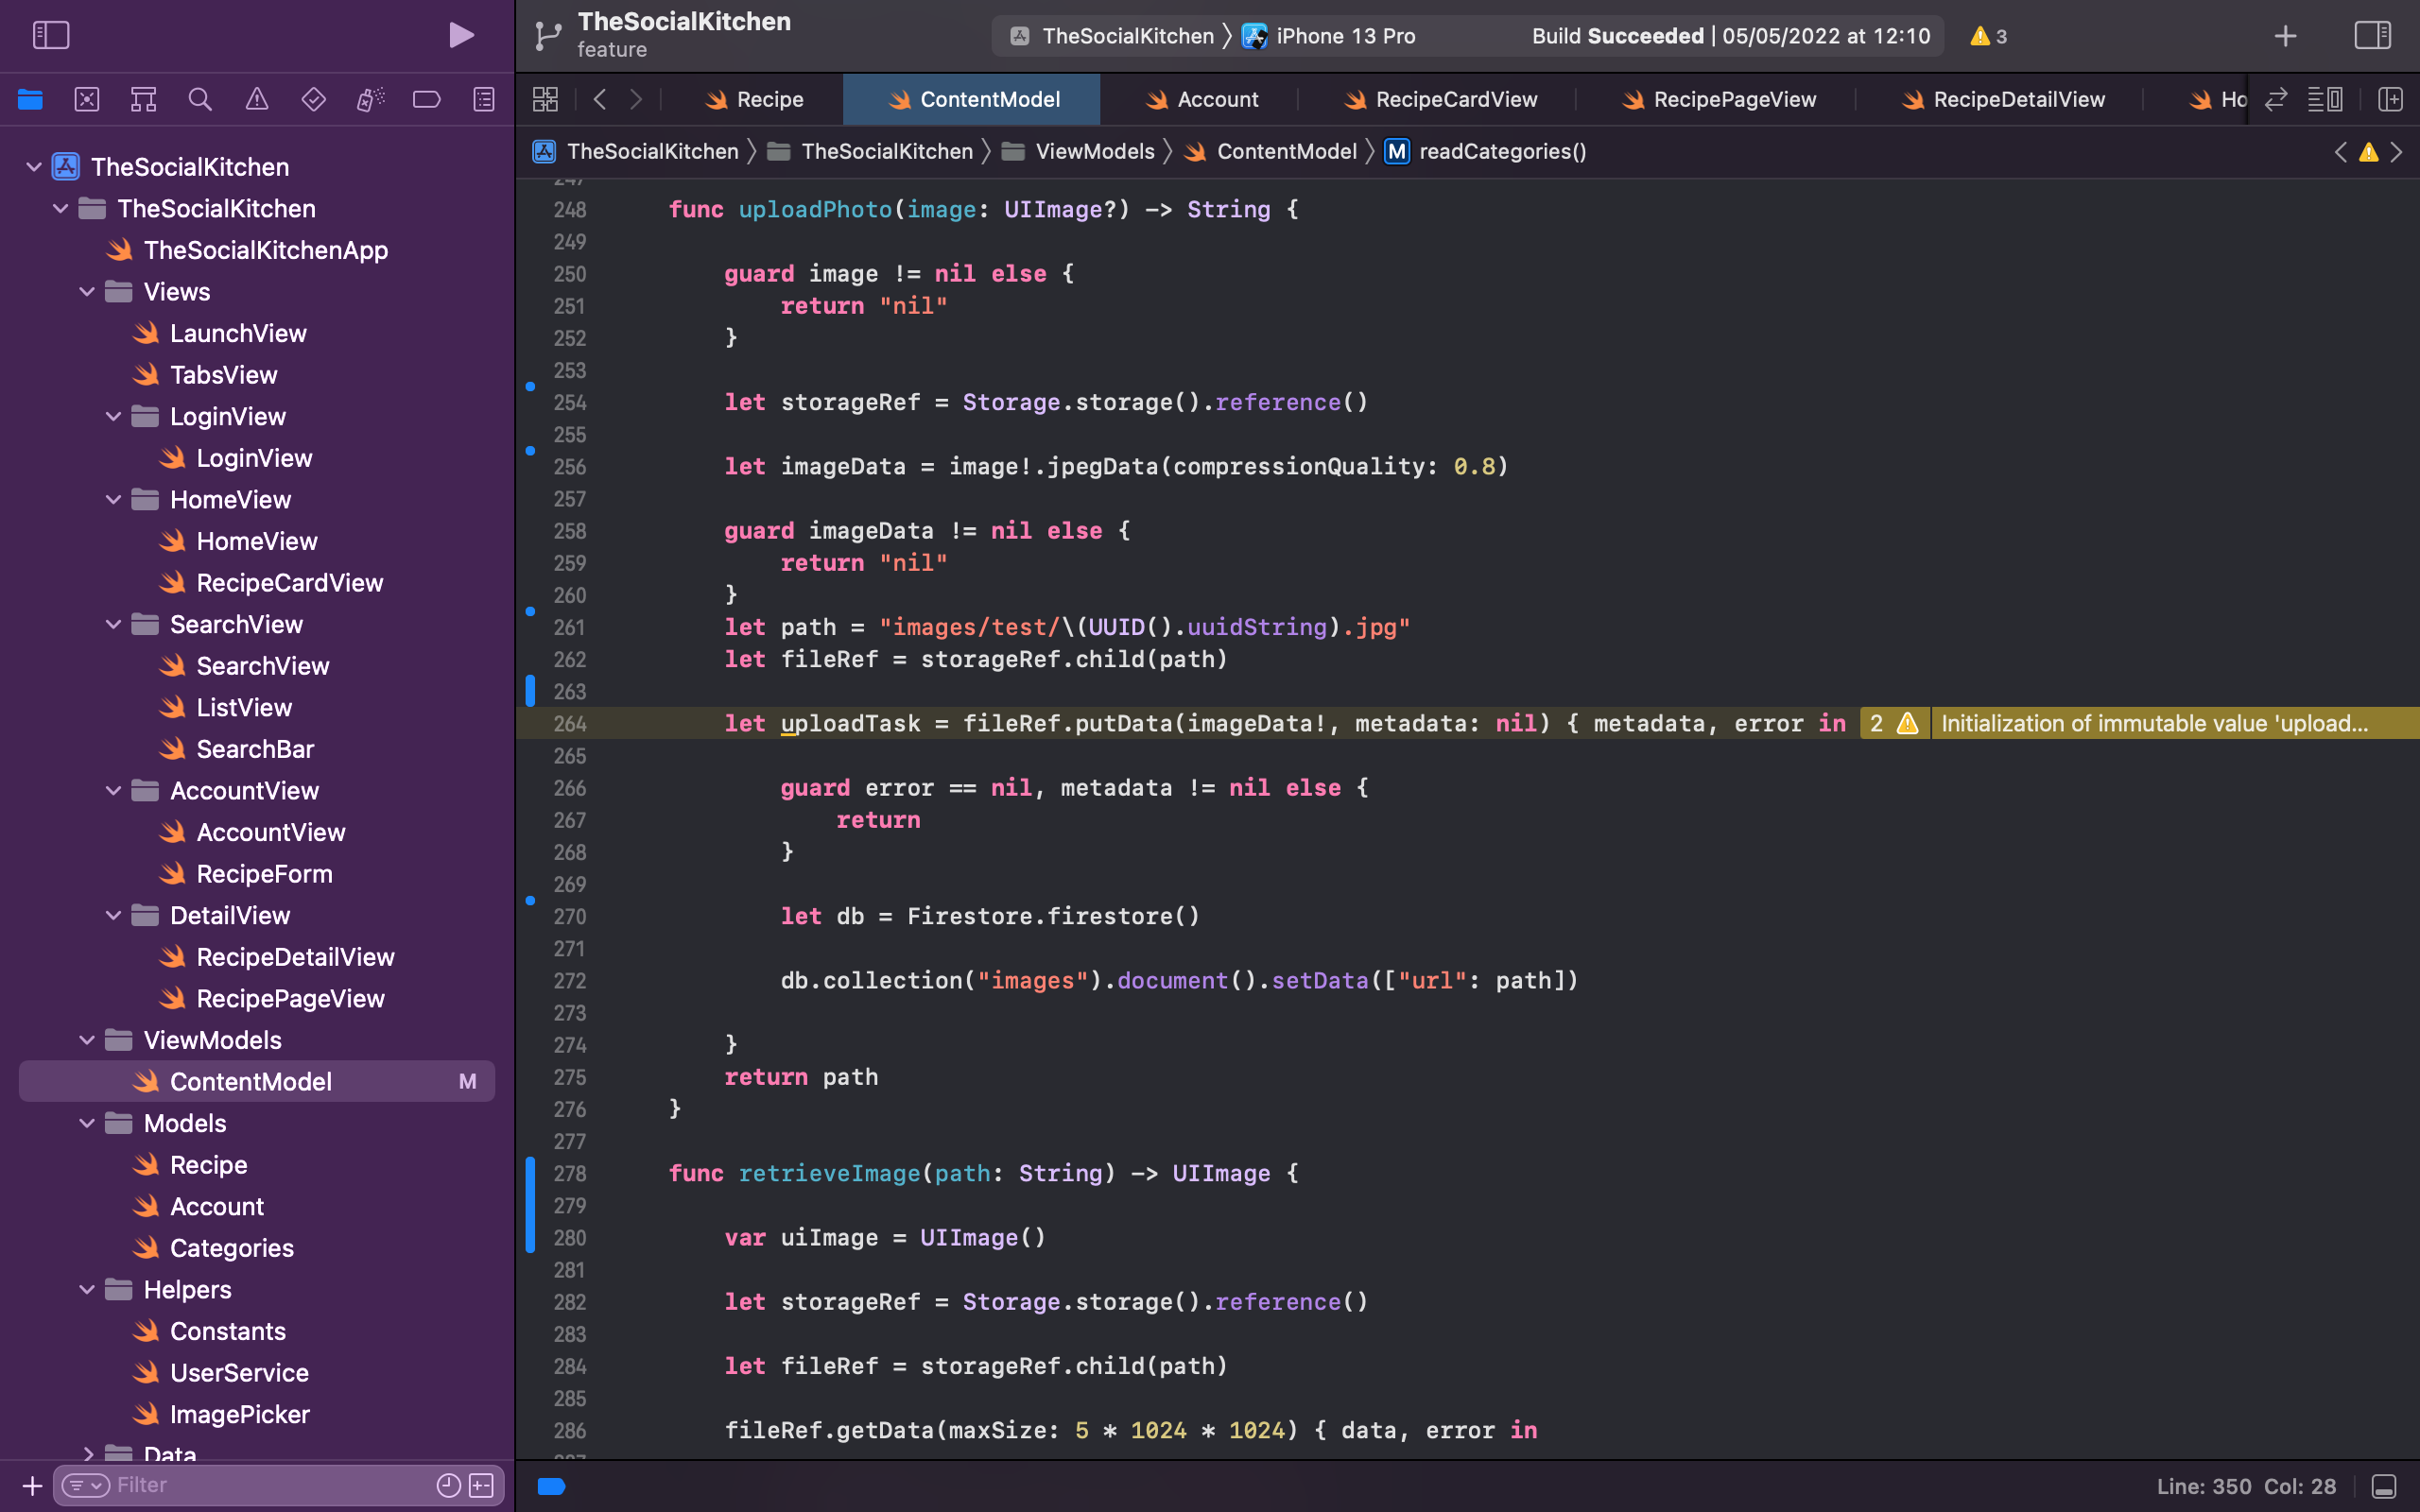 TheSocialKitchen
feature
TheSocialKitchen
iPhone 13 Pro
Build Succeeded | 05/05/2022 at 12:10
3
Recipe
ContentModel
Account
RecipeCardView
RecipePageView
RecipeDetailView
Ho
TheSocialKitchen
TheSocialKitchen
ViewModels
ContentModel
M readCategories()
TheSocialKitchen
TheSocialKitchen
TheSocialKitchenApp
Views
LaunchView
TabsView
LoginView
LoginView
HomeView
HomeView
RecipeCardView
SearchView
SearchView
ListView
SearchBar
AccountView
AccountView
RecipeForm
DetailView
RecipeDetailView
RecipePageView
ViewModels
ContentModel M
Models
Recipe
Account
Categories
Helpers
Constants
UserService
ImagePicker
Data
Filter
247
248 func uploadPhoto(image: UIImage?) -> String {
249
250 guard image != nil else {
251 return "nil"
252 }
253
254 let storageRef = Storage.storage().reference()
255
256 let imageData = image!.jpegData(compressionQuality: 0.8)
257
258 guard imageData != nil else {
259 return "nil"
260 }
261 let path = "images/test/\(UUID().uuidString).jpg"
262 let fileRef = storageRef.child(path)
263
264 let uploadTask = fileRef.putData(imageData!, metadata: nil) { metadata, error in 2 Initialization of immutable value 'upload...
265
266 guard error == nil, metadata != nil else {
267 return
268 }
269
270 let db = Firestore.firestore()
271
272 db.collection("images").document().setData(["url": path])
273
274 }
275 return path
276 }
277
278 func retrieveImage(path: String) -> UIImage {
279
280 var uiImage = UIImage()
281
282 let storageRef = Storage.storage().reference()
283
284 let fileRef = storageRef.child(path)
285
286 fileRef.getData(maxSize: 5 * 1024 * 1024) { data, error in
Line: 350 Col: 28